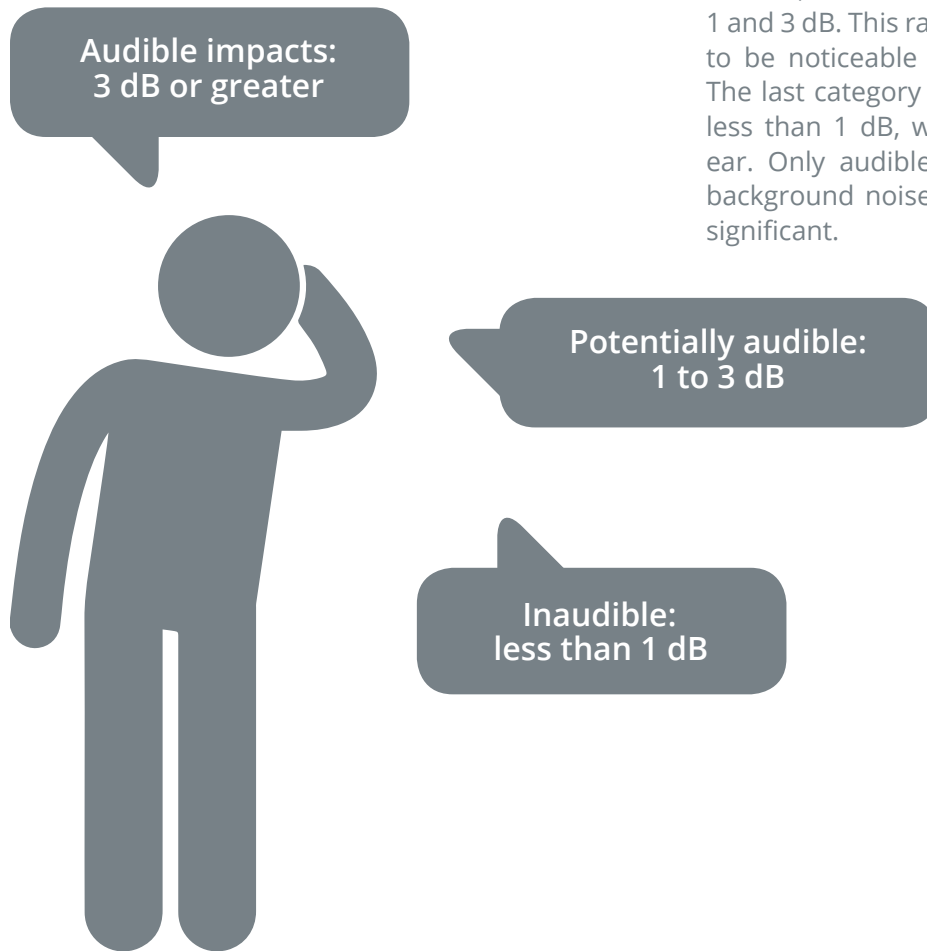 Audible impacts:
3 dB or greater
1 and 3 dB. This
to be noticeable
The last category
less than 1 dB,
ear. Only audible
background noise
significant.
Potentially audible:
1 to 3 dB
Inaudible:
less than 1 dB